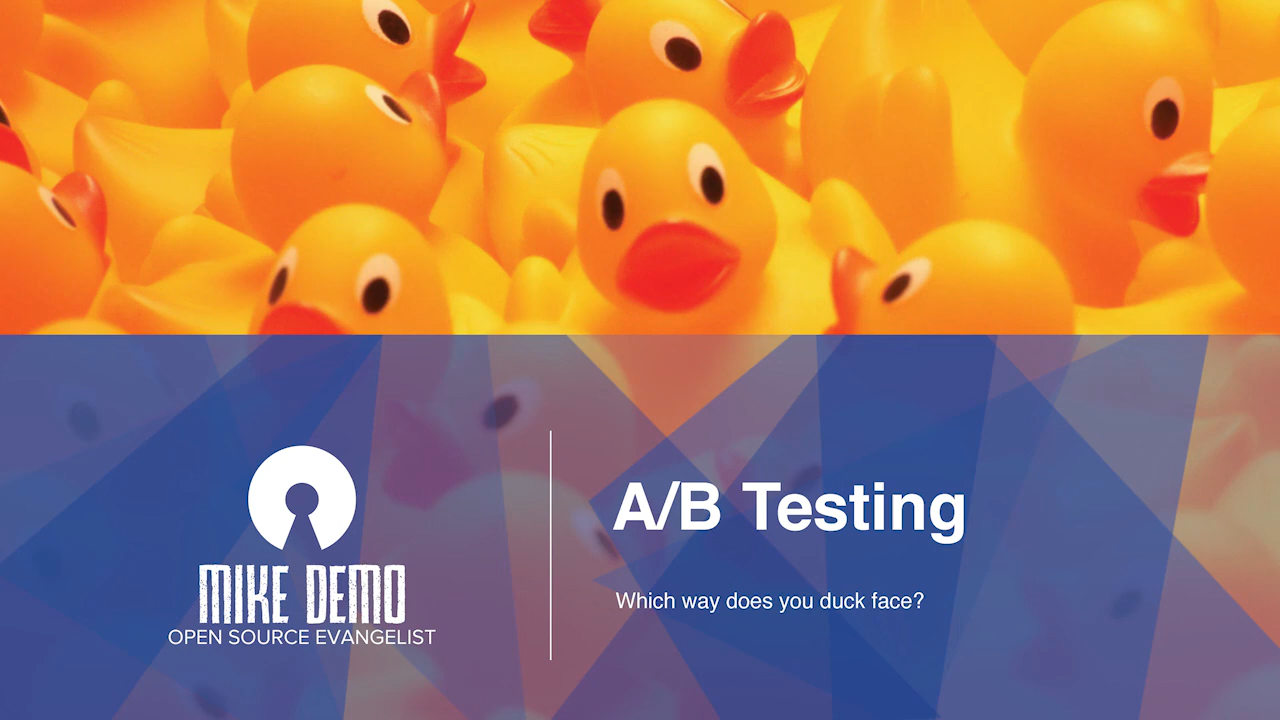 MIKE DEMO
OPEN SOURCE EVANGELIST
A/B Testing
Which way does you duck face?